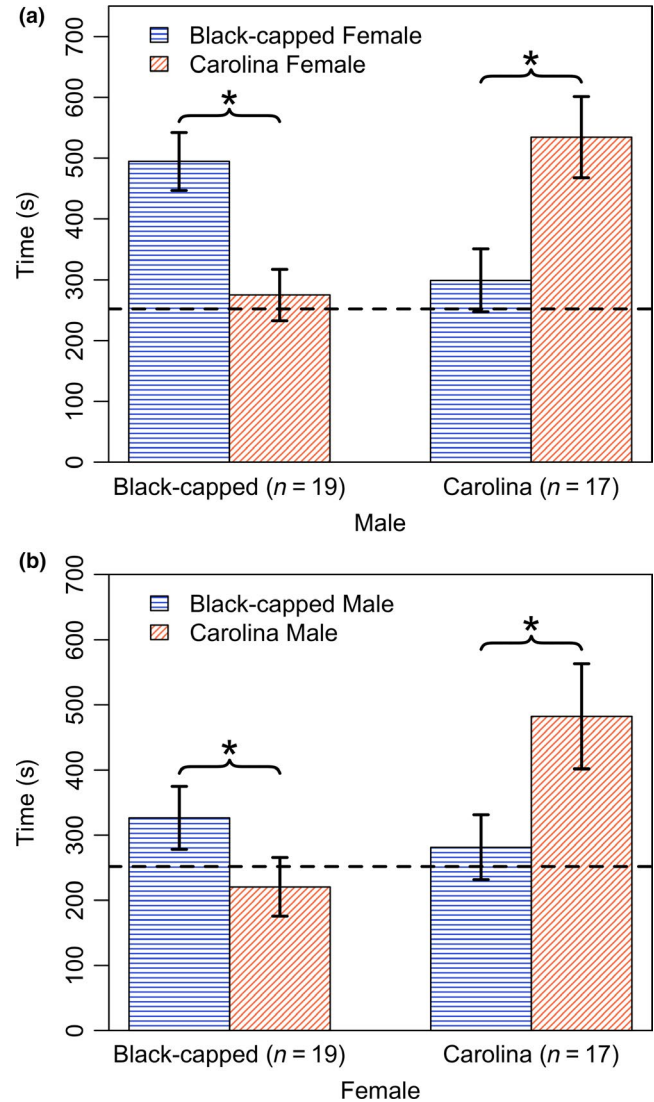 (a)
700
600
500
400
300
200
100
0
Time (s)
Black-capped Female
Carolina Female
*
*
Black-capped (n = 19)
Carolina (n = 17)
Male
(b)
700
600
500
400
300
200
100
0
Time (s)
Black-capped Male
Carolina Male
*
*
Black-capped (n = 19)
Carolina (n = 17)
Female